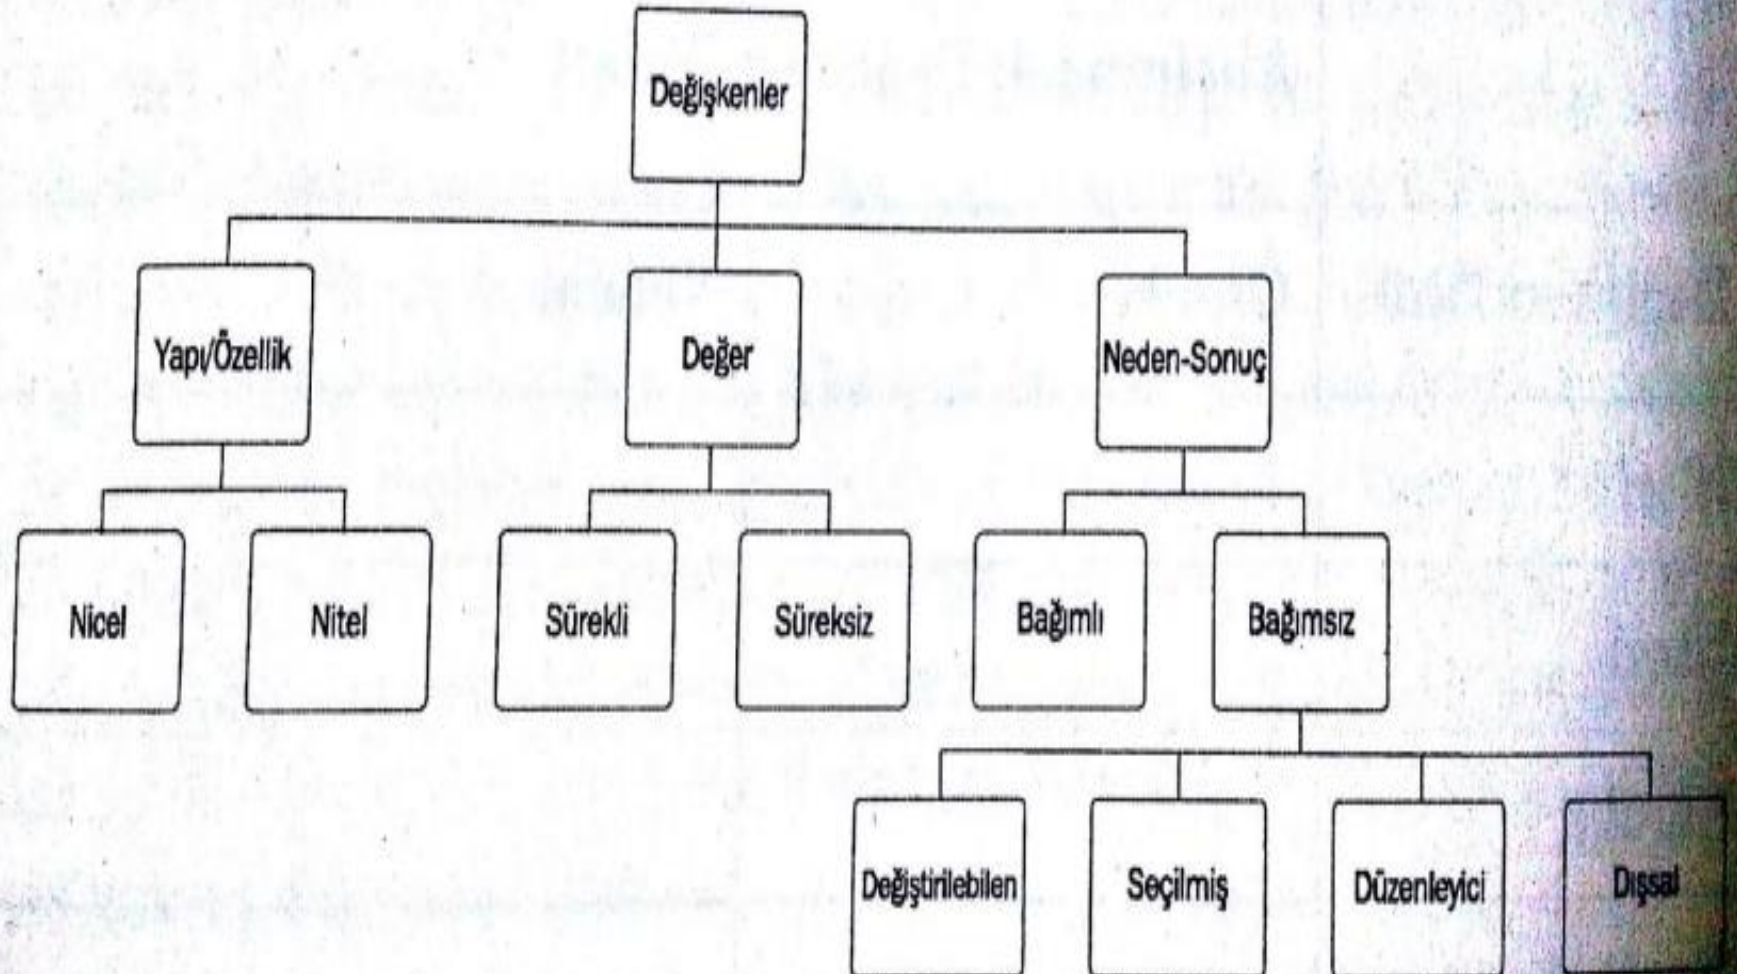 Değişkenler
Yapı/Özellik
Değer
Neden-Sonuç
Nicel
Nitel
Sürekli
Süreksiz
Bağımlı
Bağımsız
Değiştirilebilen
Seçilmiş
Düzenleyici
Dışsal